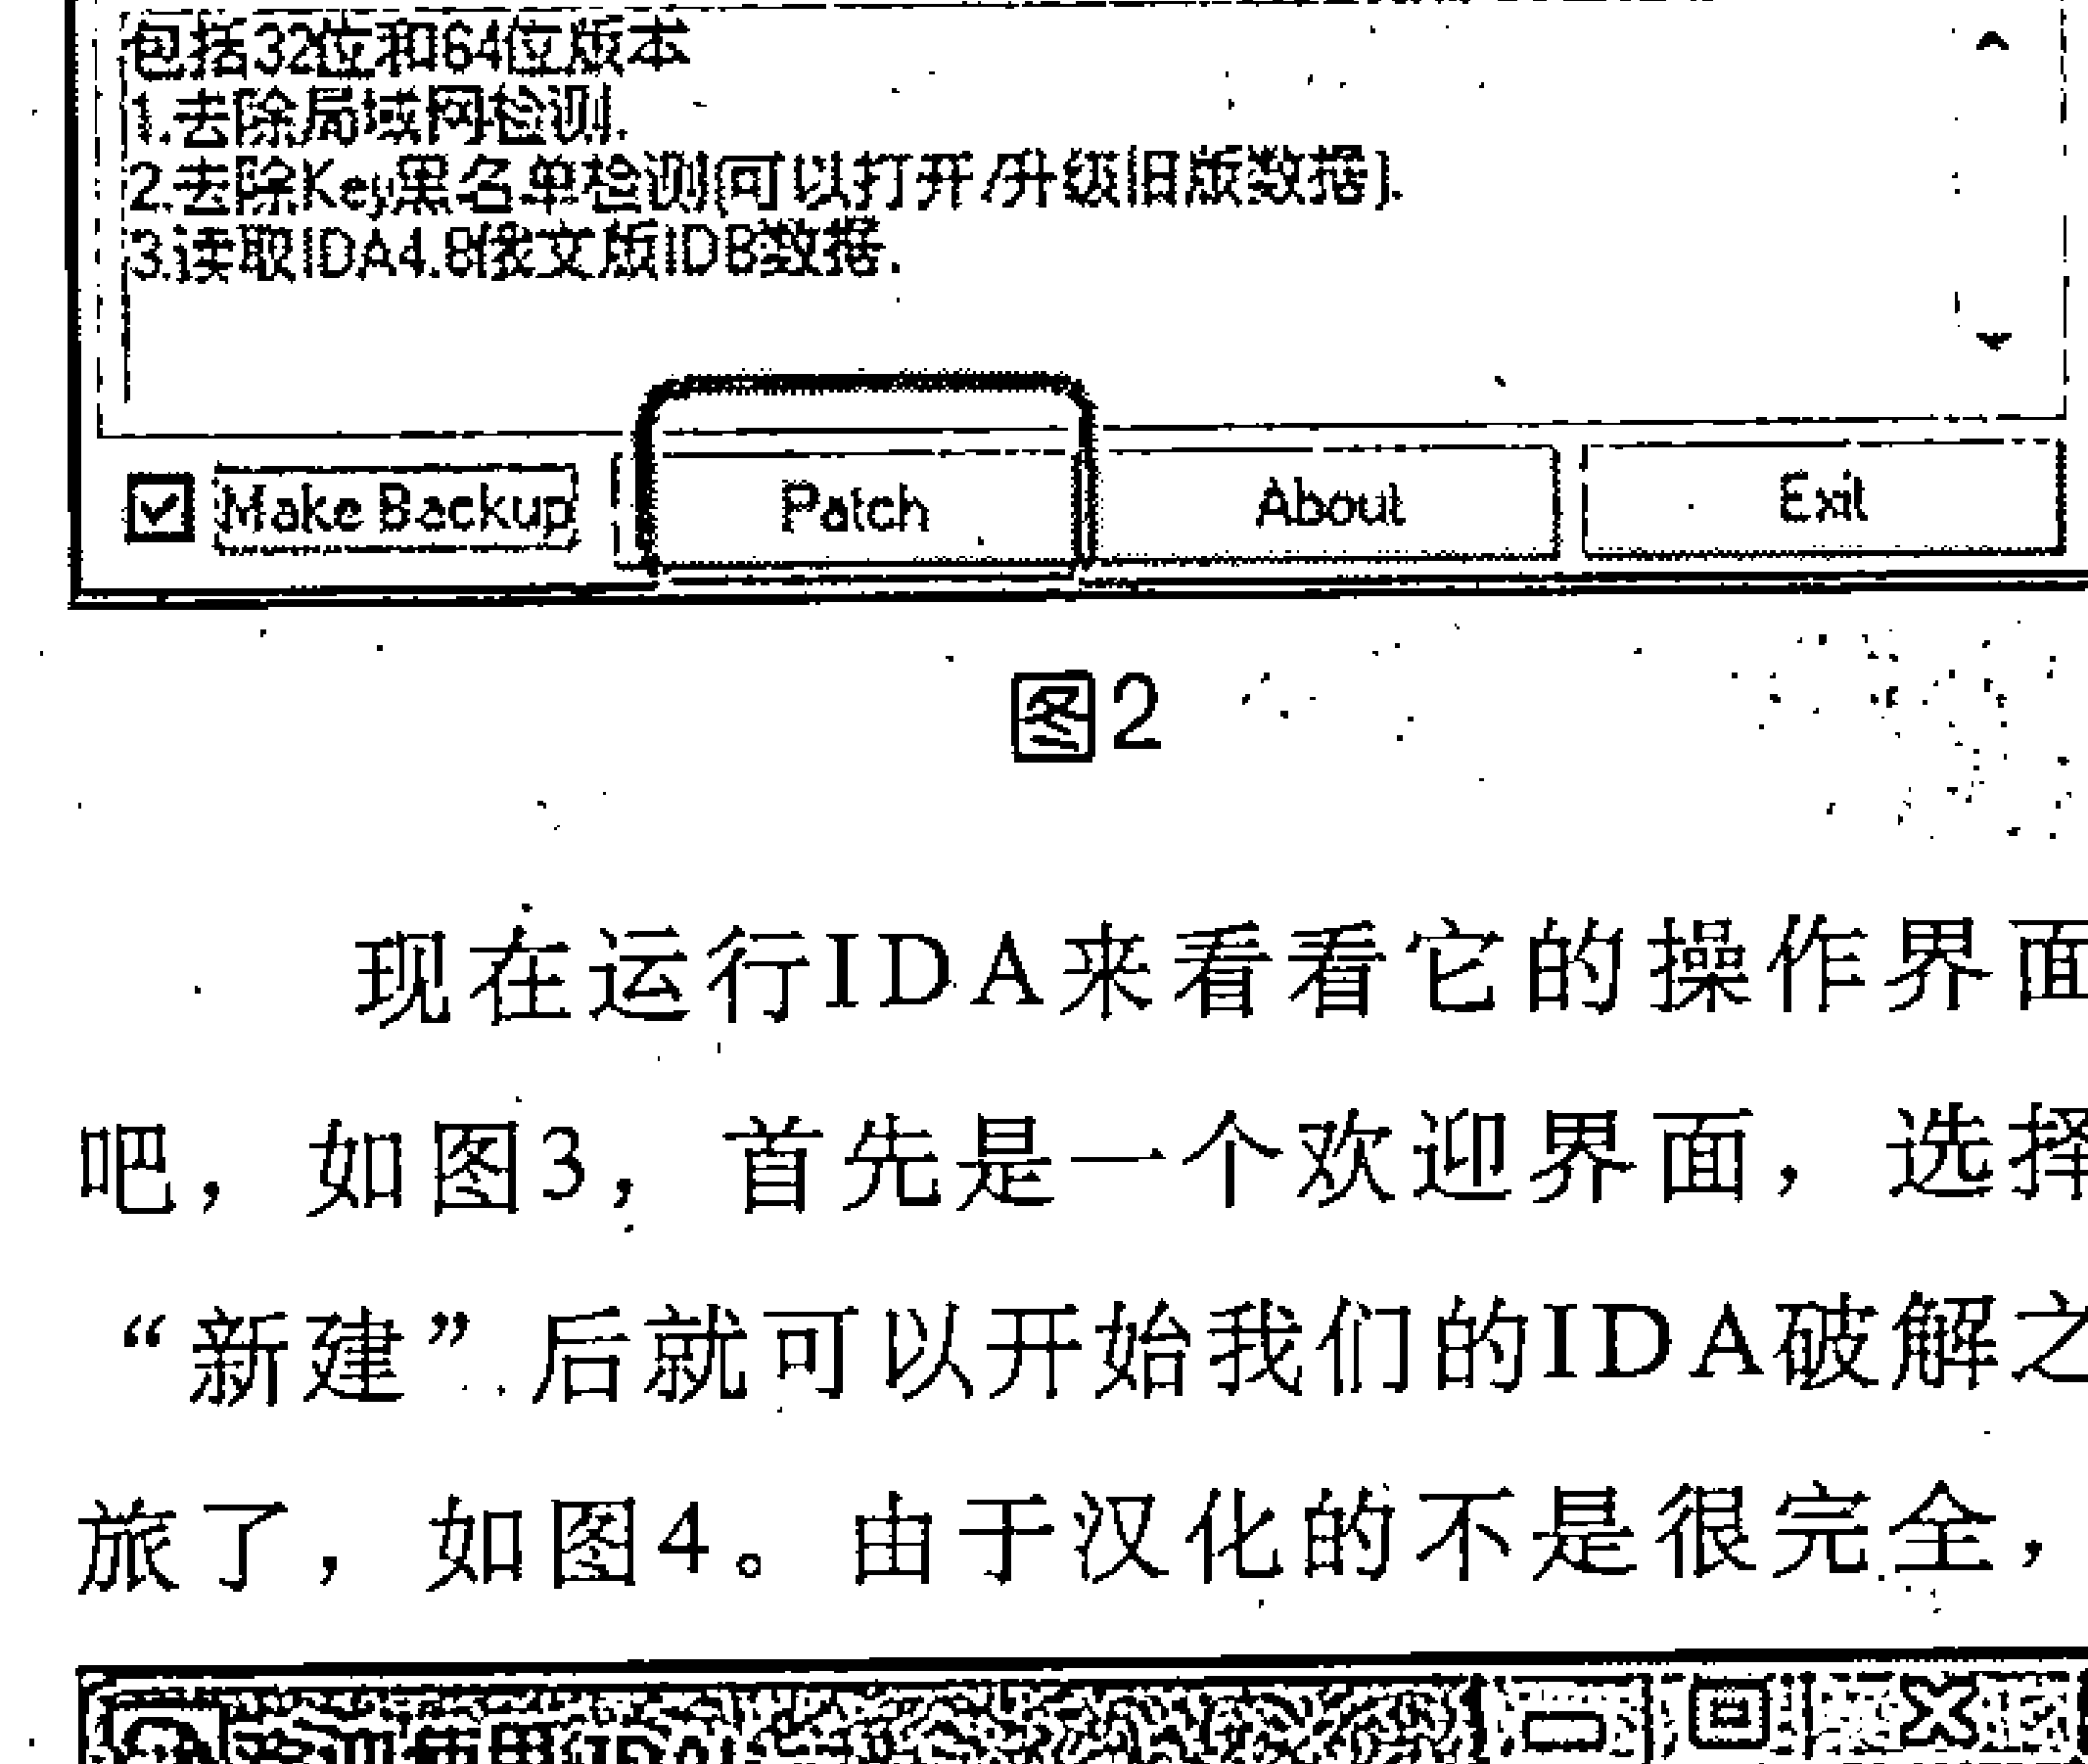 包括32位和64位版本
1.去除局域网检测.
2.去除Key黑名单检测(可以打开/升级旧版数据).
3.读取IDA4.8俄文版IDB数据.
Make Backup Patch About Exit
图2
现在运行IDA来看看它的操作界面
吧，如图3，首先是一个欢迎界面，选择
“新建”后就可以开始我们的IDA破解之
旅了，如图4。由于汉化的不是很完全，
使用IDA!